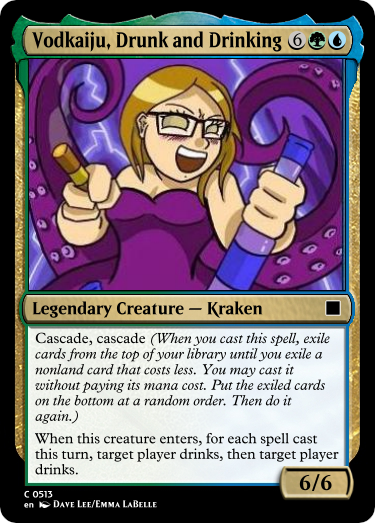 Vodkaiju, Drunk and Drinking 6
Legendary Creature — Kraken
Cascade, cascade (When you cast this spell, exile
cards from the top of your library until you exile a
nonland card that costs less. You may cast it
without paying its mana cost. Put the exiled cards
on the bottom at a random order. Then do it
again.)
When this creature enters, for each spell cast
this turn, target player drinks, then target player
drinks.
6/6
C 0513
en Dave Lee/Emma LaBelle